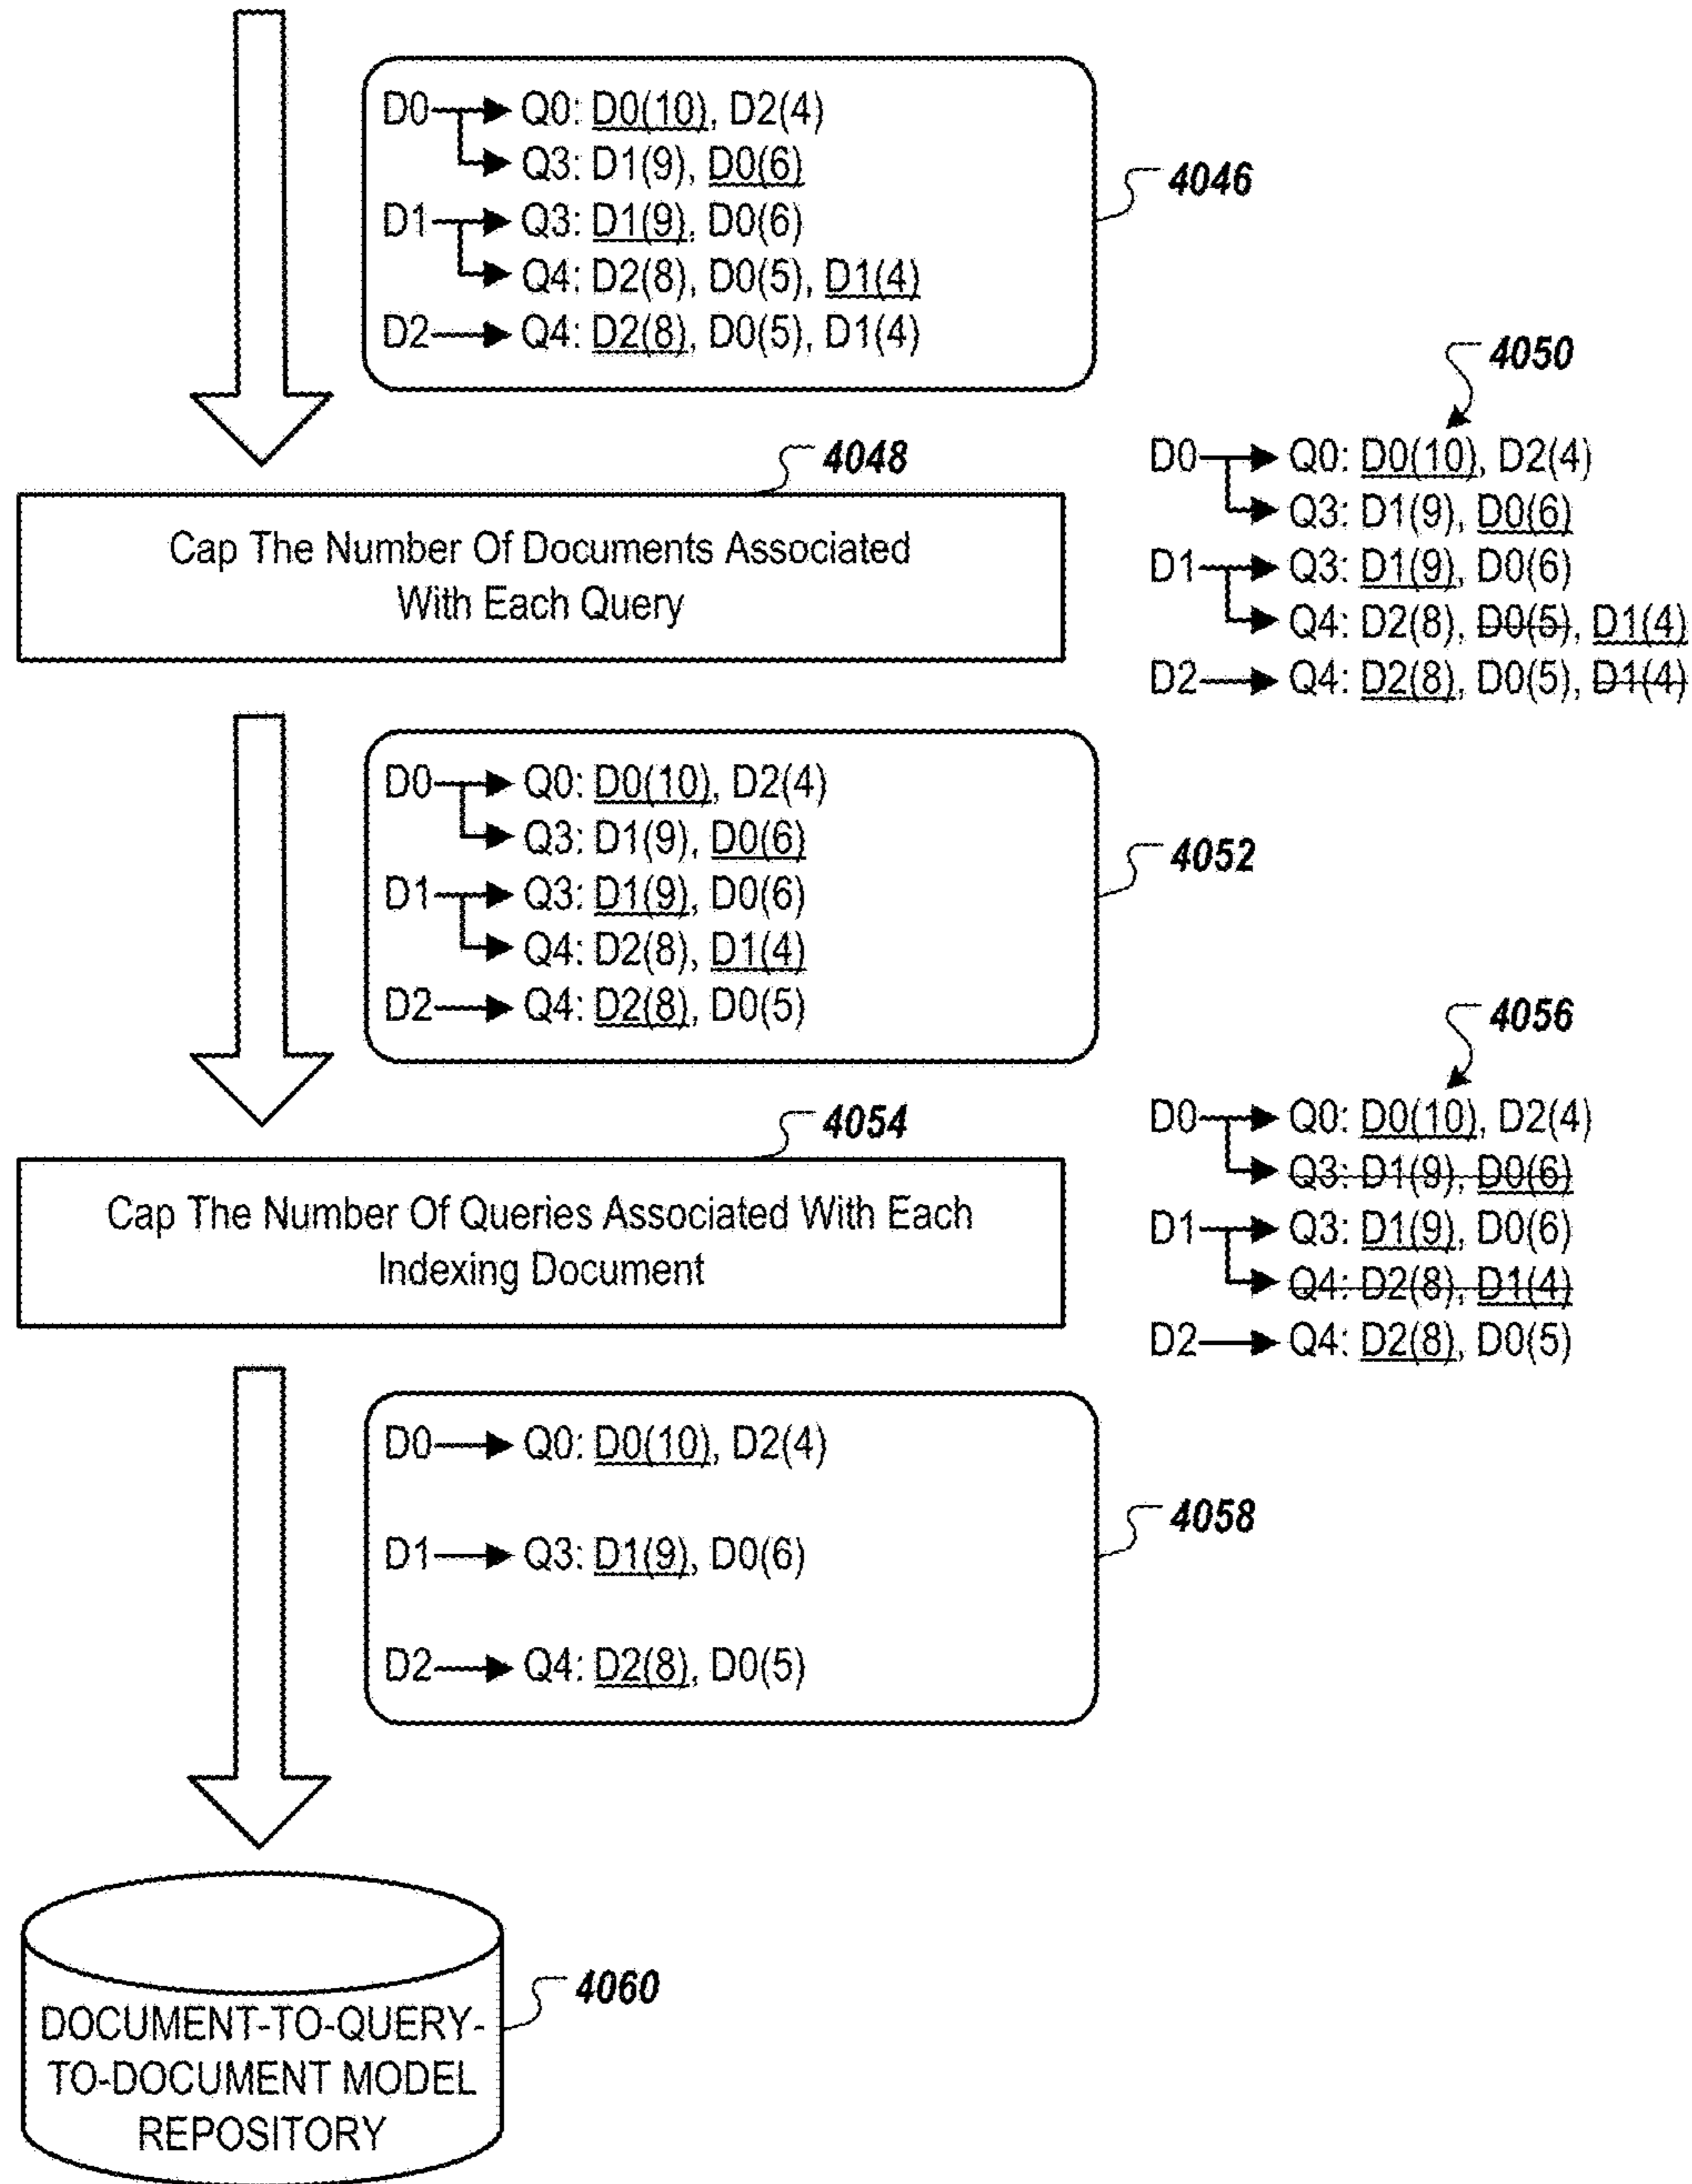 D0 Q0: D0(10), D2(4)
Q3: D1(9), D0(6)
D1 Q3: D1(9), D0(6)
Q4: D2(8), D0(5), D1(4)
D2 Q4: D2(8), D0(5), D1(4)
4046
4050
4048
Cap The Number Of Documents Associated
With Each Query
D0 Q0: D0(10), D2(4)
Q3: D1(9), D0(6)
D1 Q3: D1(9), D0(6)
Q4: D2(8), D0(5), D1(4)
D2 Q4: D2(8), D0(5), D1(4)
D0 Q0: D0(10), D2(4)
Q3: D1(9), D0(6)
D1 Q3: D1(9), D0(6)
Q4: D2(8), D1(4)
D2 Q4: D2(8), D0(5)
4052
4056
4054
Cap The Number Of Queries Associated With Each
Indexing Document
D0 Q0: D0(10), D2(4)
Q3: D1(9), D0(6)
D1 Q3: D1(9), D0(6)
Q4: D2(8), D1(4)
D2 Q4: D2(8), D0(5)
D0 Q0: D0(10), D2(4)
D1 Q3: D1(9), D0(6)
D2 Q4: D2(8), D0(5)
4058
4060
DOCUMENT-TO-QUERY-
TO-DOCUMENT MODEL
REPOSITORY